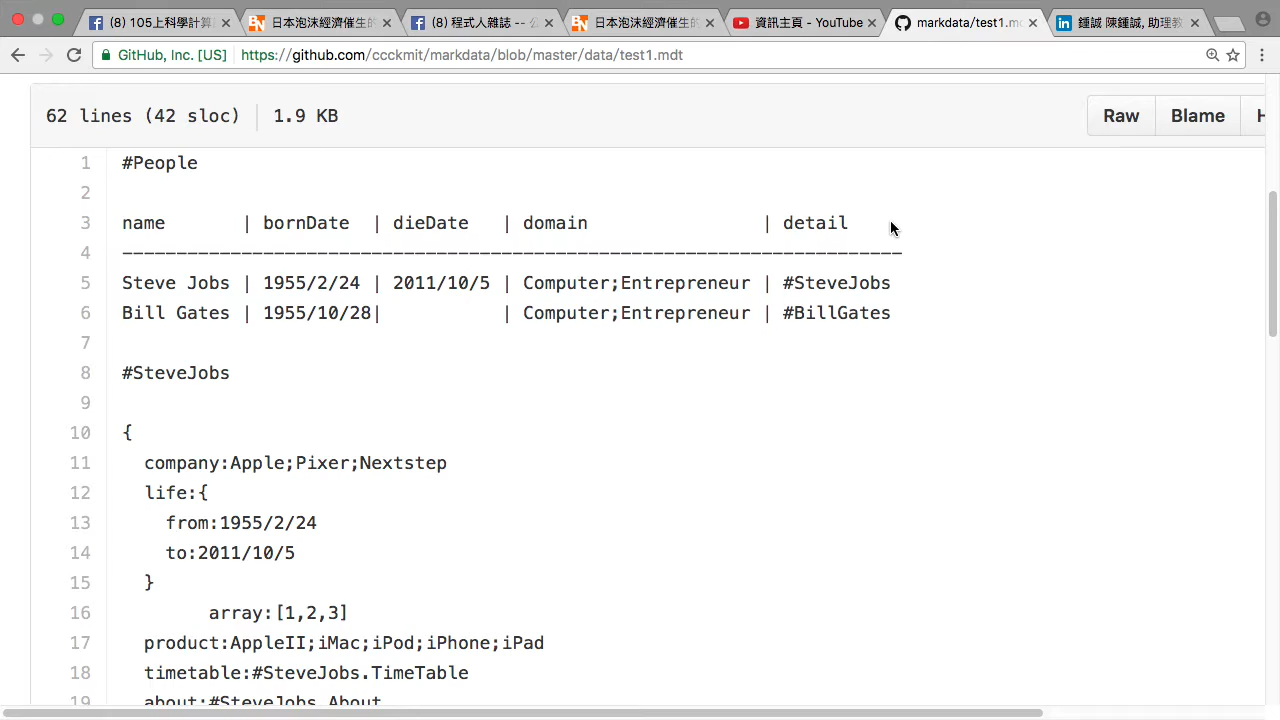 (8) 105上科學計算
日本泡沫經濟催生的
(8) 程式人雜誌 -- 公
日本泡沫經濟催生的
資訊主頁 - YouTube
markdata/test1.md
鍾誠 陳鍾誠, 助理教
GitHub, Inc. [US] https://github.com/ccckmit/markdata/blob/master/data/test1.mdt
62 lines (42 sloc) 1.9 KB Raw Blame H
1 #People
2
3 name | bornDate | dieDate | domain | detail
4 ------------------------------------------------------------------------
5 Steve Jobs | 1955/2/24 | 2011/10/5 | Computer;Entrepreneur | #SteveJobs
6 Bill Gates | 1955/10/28| | Computer;Entrepreneur | #BillGates
7
8 #SteveJobs
9
10 {
11 company:Apple;Pixer;Nextstep
12 life:{
13 from:1955/2/24
14 to:2011/10/5
15 }
16 array:[1,2,3]
17 product:AppleII;iMac;iPod;iPhone;iPad
18 timetable:#SteveJobs.TimeTable
19 about:#SteveJobs.About